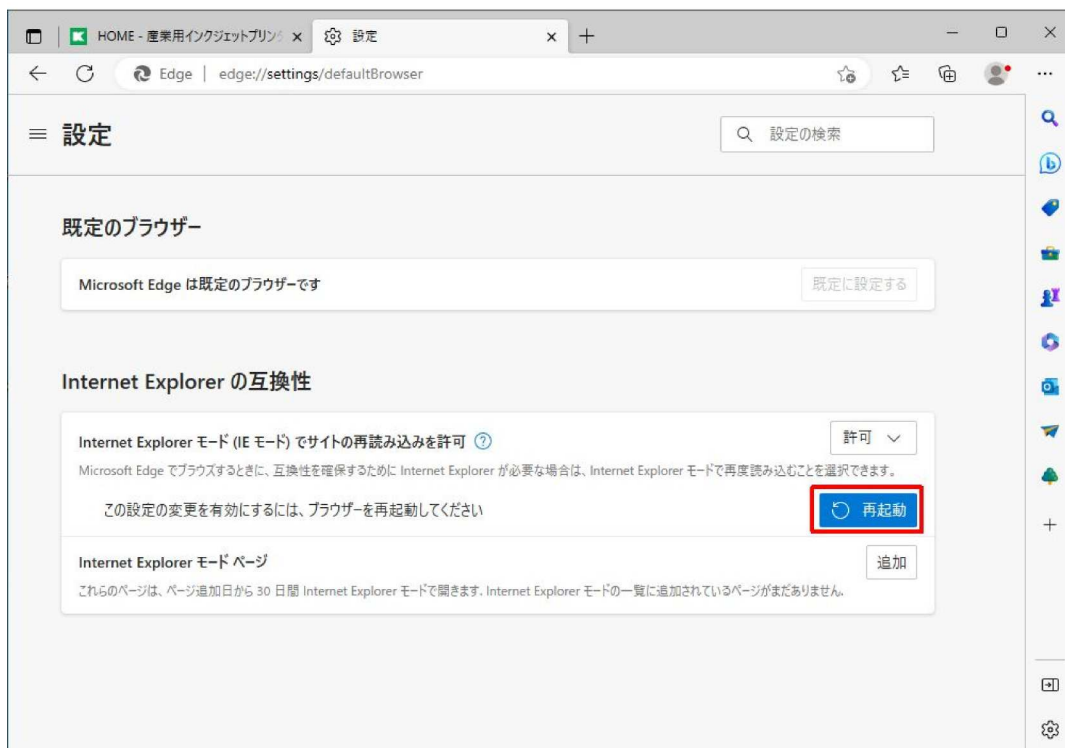 HOME - 産業用インクジェットプリン
設定
Edge | edge://settings/defaultBrowser
設定
設定の検索
既定のブラウザー
Microsoft Edge は既定のブラウザーです
既定に設定する
Internet Explorer の互換性
Internet Explorer モード (IE モード) でサイトの再読み込みを許可
許可
Microsoft Edge でブラウズするときに、互換性を確保するために Internet Explorer が必要な場合は、Internet Explorer モードで再度読み込むことを選択できます。
この設定の変更を有効にするには、ブラウザーを再起動してください
再起動
Internet Explorer モード ページ
追加
これらのページは、ページ追加日から 30 日間 Internet Explorer モードで開きます. Internet Explorer モードの一覧に追加されているページがまだありません.